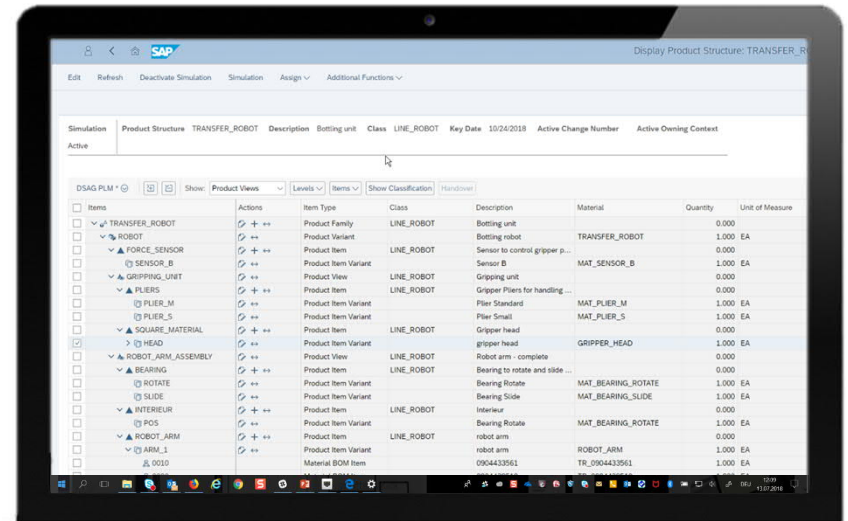 SAP
Display Product Structure: TRANSFER_R
Edit Refresh Deactivate Simulation Simulation Assign Additional Functions
Simulation Product Structure TRANSFER_ROBOT Description Bottling unit Class LINE_ROBOT Key Date 10/24/2018 Active Change Number Active Owning Context
Active
DSAG PLM * Show: Product Views Levels Items Show Classification Handover
Items Actions Item Type Class Description Material Quantity Unit of Measure
TRANSFER_ROBOT Product Family LINE_ROBOT Bottling unit 0.000
ROBOT Product Variant Bottling robot TRANSFER_ROBOT 1.000 EA
FORCE_SENSOR Product Item LINE_ROBOT Sensor to control gripper p... 0.000
SENSOR_B Product Item Variant Sensor B MAT_SENSOR_B 1.000 EA
GRIPPING_UNIT Product View LINE_ROBOT Gripping unit 0.000
PLIERS Product Item LINE_ROBOT Gripper Pliers for handling ... 0.000
PLIER_M Product Item Variant Plier Standard MAT_PLIER_M 1.000 EA
PLIER_S Product Item Variant Plier Small MAT_PLIER_S 1.000 EA
SQUARE_MATERIAL Product Item LINE_ROBOT Gripper head 0.000
HEAD Product Item Variant gripper head GRIPPER_HEAD 1.000 EA
ROBOT_ARM_ASSEMBLY Product View LINE_ROBOT Robot arm - complete 0.000
BEARING Product Item LINE_ROBOT Bearing to rotate and slide ... 0.000
ROTATE Product Item Variant Bearing Rotate MAT_BEARING_ROTATE 1.000 EA
SLIDE Product Item Variant Bearing Slide MAT_BEARING_SLIDE 1.000 EA
INTERIEUR Product Item LINE_ROBOT Interieur 0.000
POS Product Item Variant Bearing Rotate MAT_BEARING_ROTATE 1.000 EA
ROBOT_ARM Product Item LINE_ROBOT robot arm 0.000
ARM_1 Product Item Variant robot arm ROBOT_ARM 1.000 EA
0010 Material BOM Item 0904433561 TR_0904433561 1.000 EA
DEU 12:09
13.07.2018